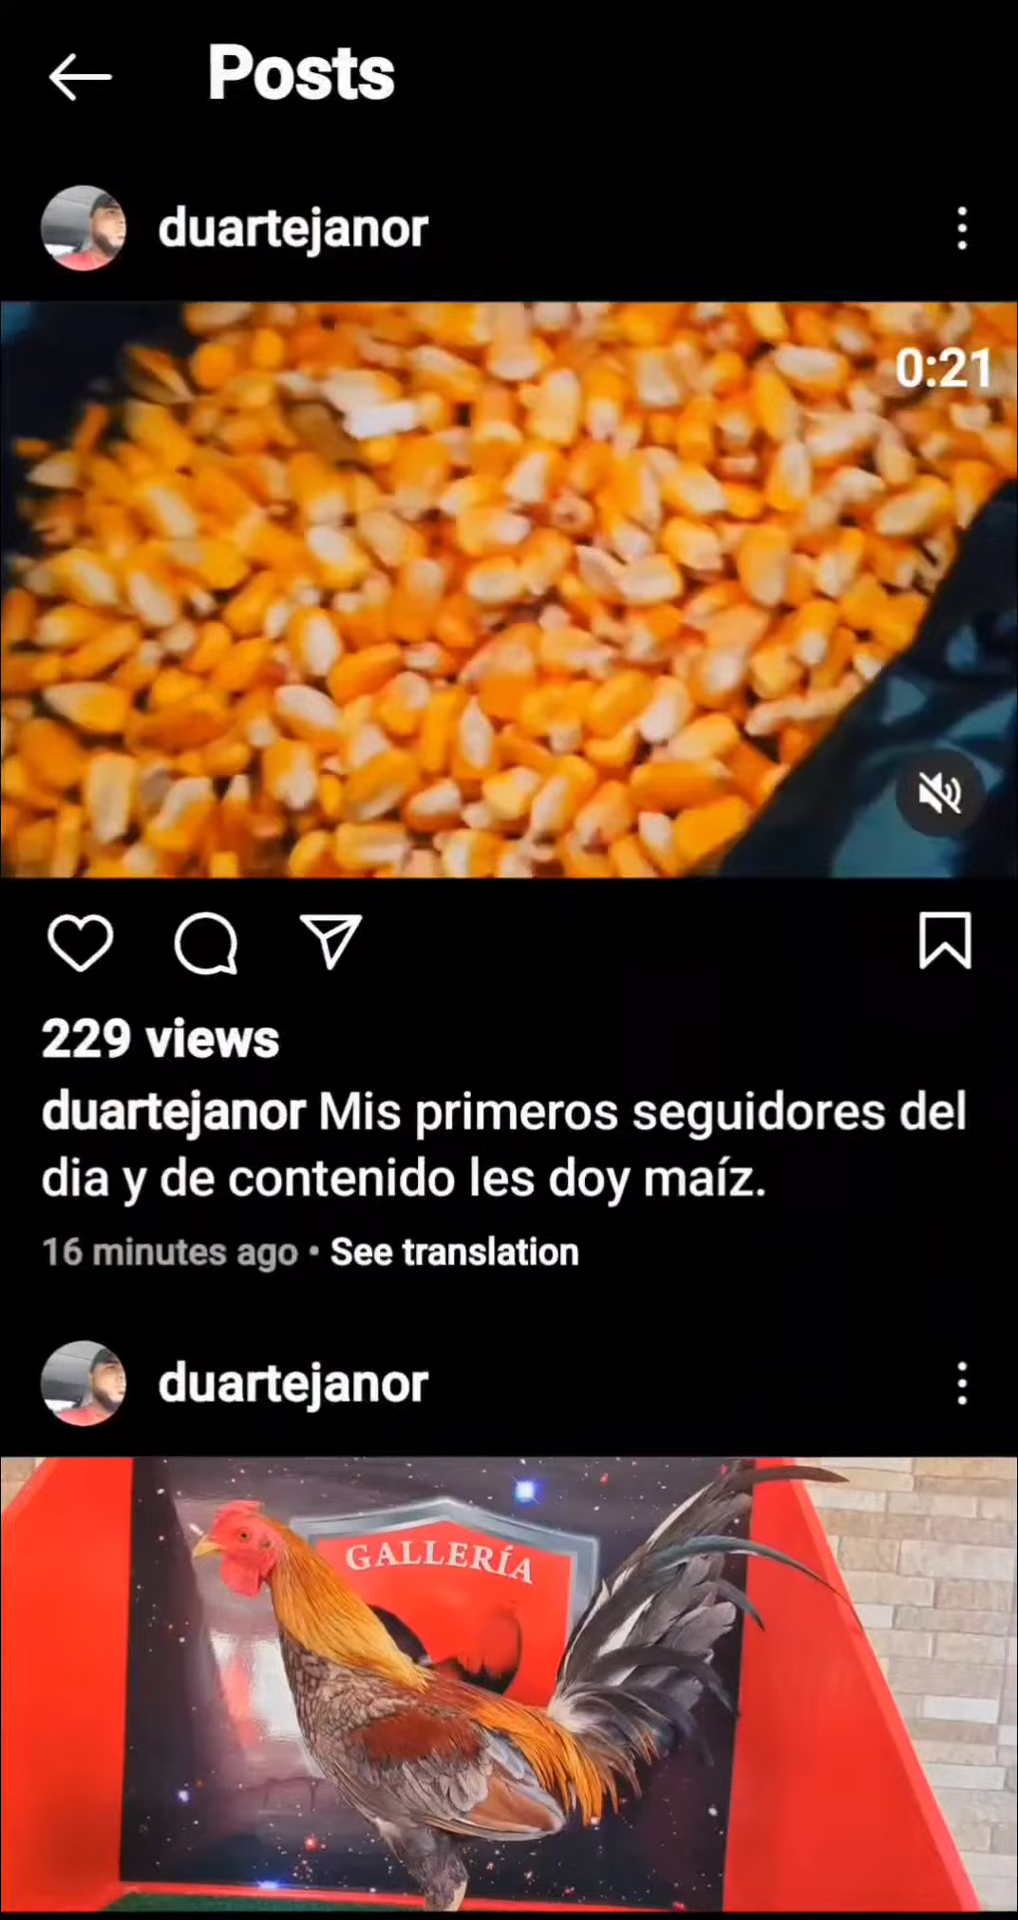 Posts
duartejanor
0:21
229 views
duartejanor Mis primeros seguidores del
dia y de contenido les doy maíz.
16 minutes ago • See translation
duartejanor
GALLERÍA